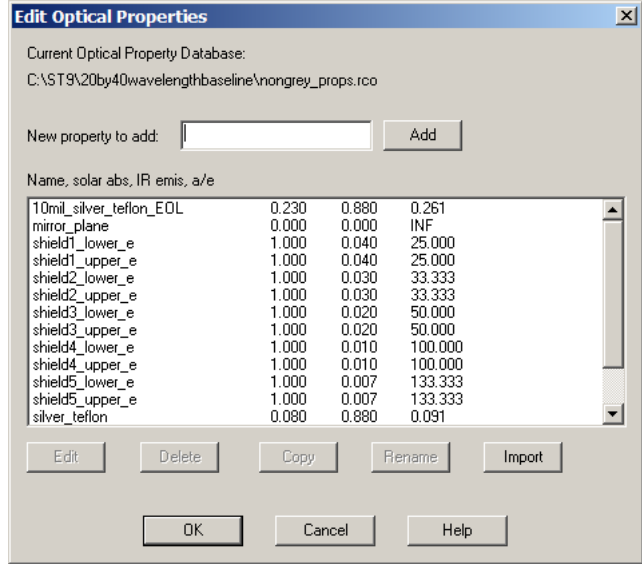 Edit Optical Properties
Current Optical Property Database:
C:\ST9\20by40wavelengthbaseline\nongrey_props.rco
New property to add: Add
Name, solar abs, IR emis, a/e
10mil_silver_teflon_EOL 0.230 0.880 0.261
mirror_plane 0.000 0.000 INF
shield1_lower_e 1.000 0.040 25.000
shield1_upper_e 1.000 0.040 25.000
shield2_lower_e 1.000 0.030 33.333
shield2_upper_e 1.000 0.030 33.333
shield3_lower_e 1.000 0.020 50.000
shield3_upper_e 1.000 0.020 50.000
shield4_lower_e 1.000 0.010 100.000
shield4_upper_e 1.000 0.010 100.000
shield5_lower_e 1.000 0.007 133.333
shield5_upper_e 1.000 0.007 133.333
silver_teflon 0.080 0.880 0.091
Edit Delete Copy Rename Import
OK Cancel Help